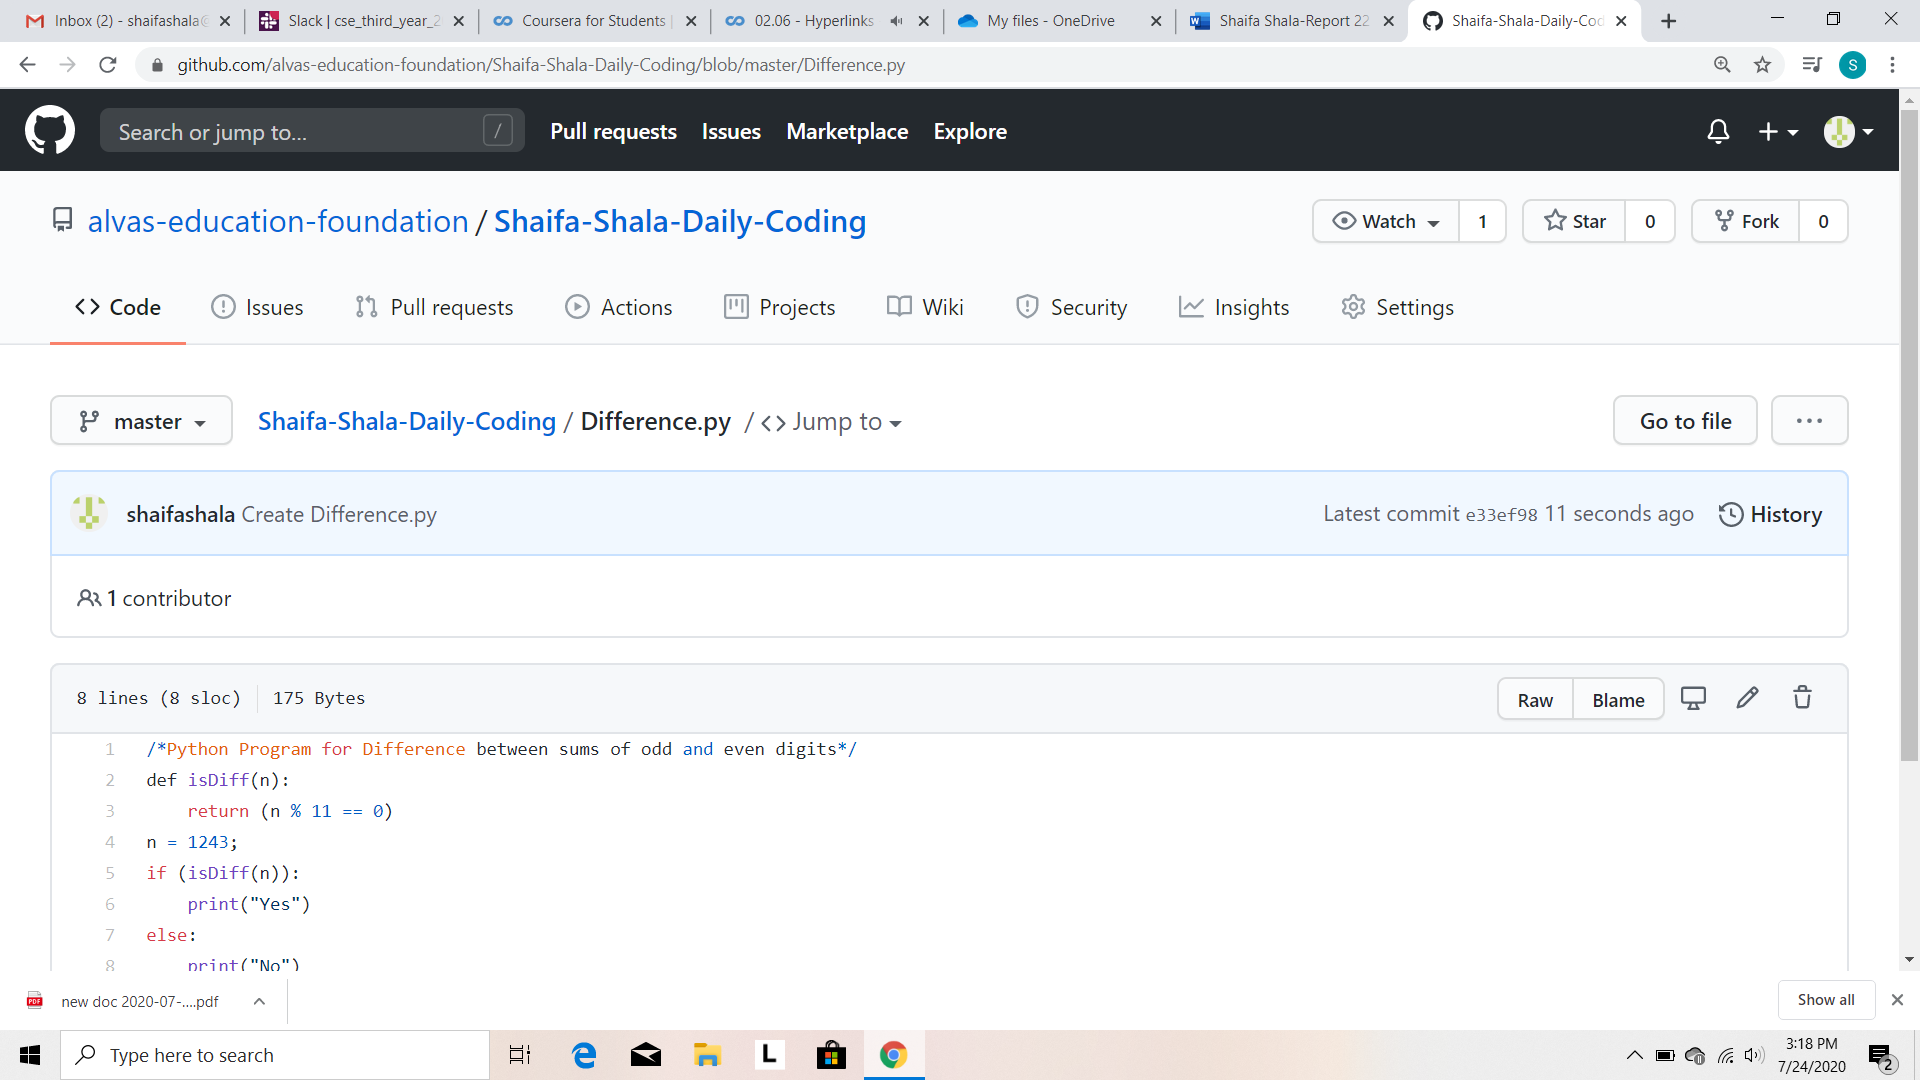 Inbox (2) - shaifashala@
Slack | cse_third_year_2
Coursera for Students |
02.06 - Hyperlinks
My files - OneDrive
Shaifa Shala-Report 22
Shaifa-Shala-Daily-Cod
github.com/alvas-education-foundation/Shaifa-Shala-Daily-Coding/blob/master/Difference.py
S
Search or jump to...
/
Pull requests
Issues
Marketplace
Explore
alvas-education-foundation / Shaifa-Shala-Daily-Coding
Watch 1
Star 0
Fork 0
Code
Issues
Pull requests
Actions
Projects
Wiki
Security
Insights
Settings
master
Shaifa-Shala-Daily-Coding / Difference.py / <> Jump to
Go to file
...
shaifashala Create Difference.py
Latest commit e33ef98 11 seconds ago
History
1 contributor
8 lines (8 sloc) 175 Bytes
Raw
Blame
1 /*Python Program for Difference between sums of odd and even digits*/
2 def isDiff(n):
3     return (n % 11 == 0)
4 n = 1243;
5 if (isDiff(n)):
6     print("Yes")
7 else:
8     print("No")
PDF
new doc 2020-07-....pdf
Show all
Type here to search
L
3:18 PM
7/24/2020
2